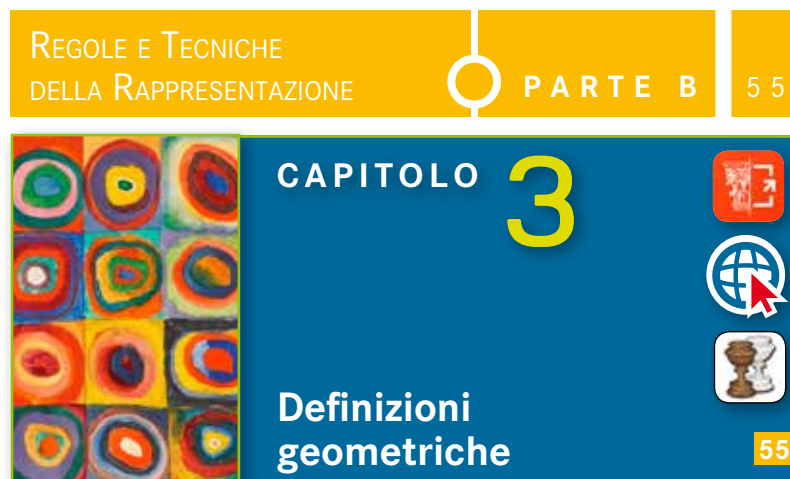 REGOLE E TECNICHE
DELLA RAPPRESENTAZIONE
PARTE B
55
CAPITOLO 3
Definizioni
geometriche
55